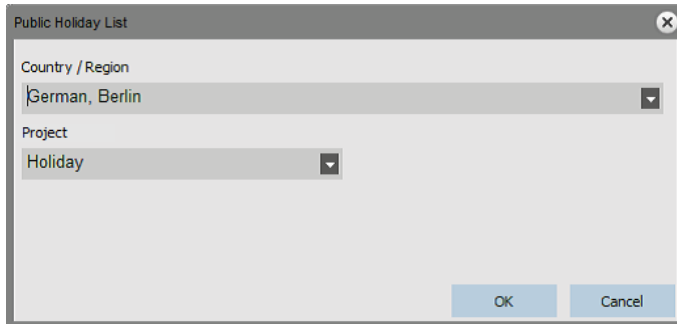 Public Holiday List
Country / Region
German, Berlin
Project
Holiday
OK Cancel